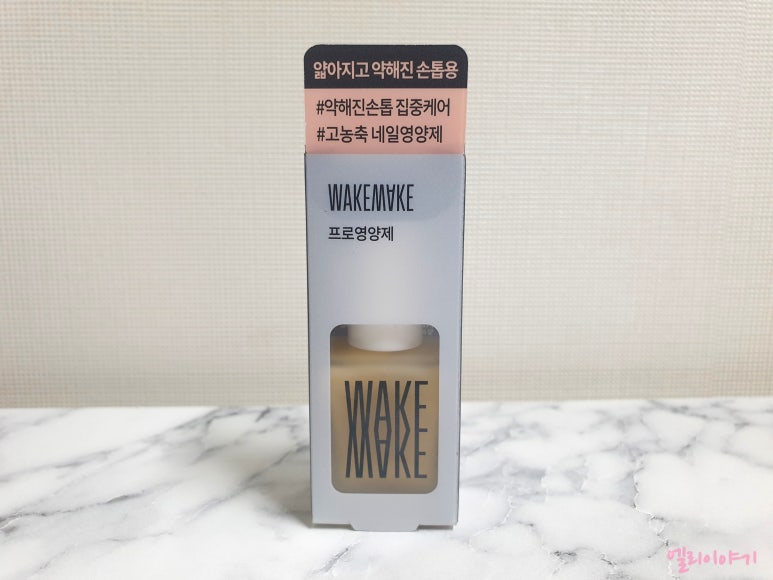 얇아지고 약해진 손톱용
#약해진손톱 집중케어
#고농축 네일영양제
WAKEMAKE
프로영양제
WAKE
MAKE
엘리이야기